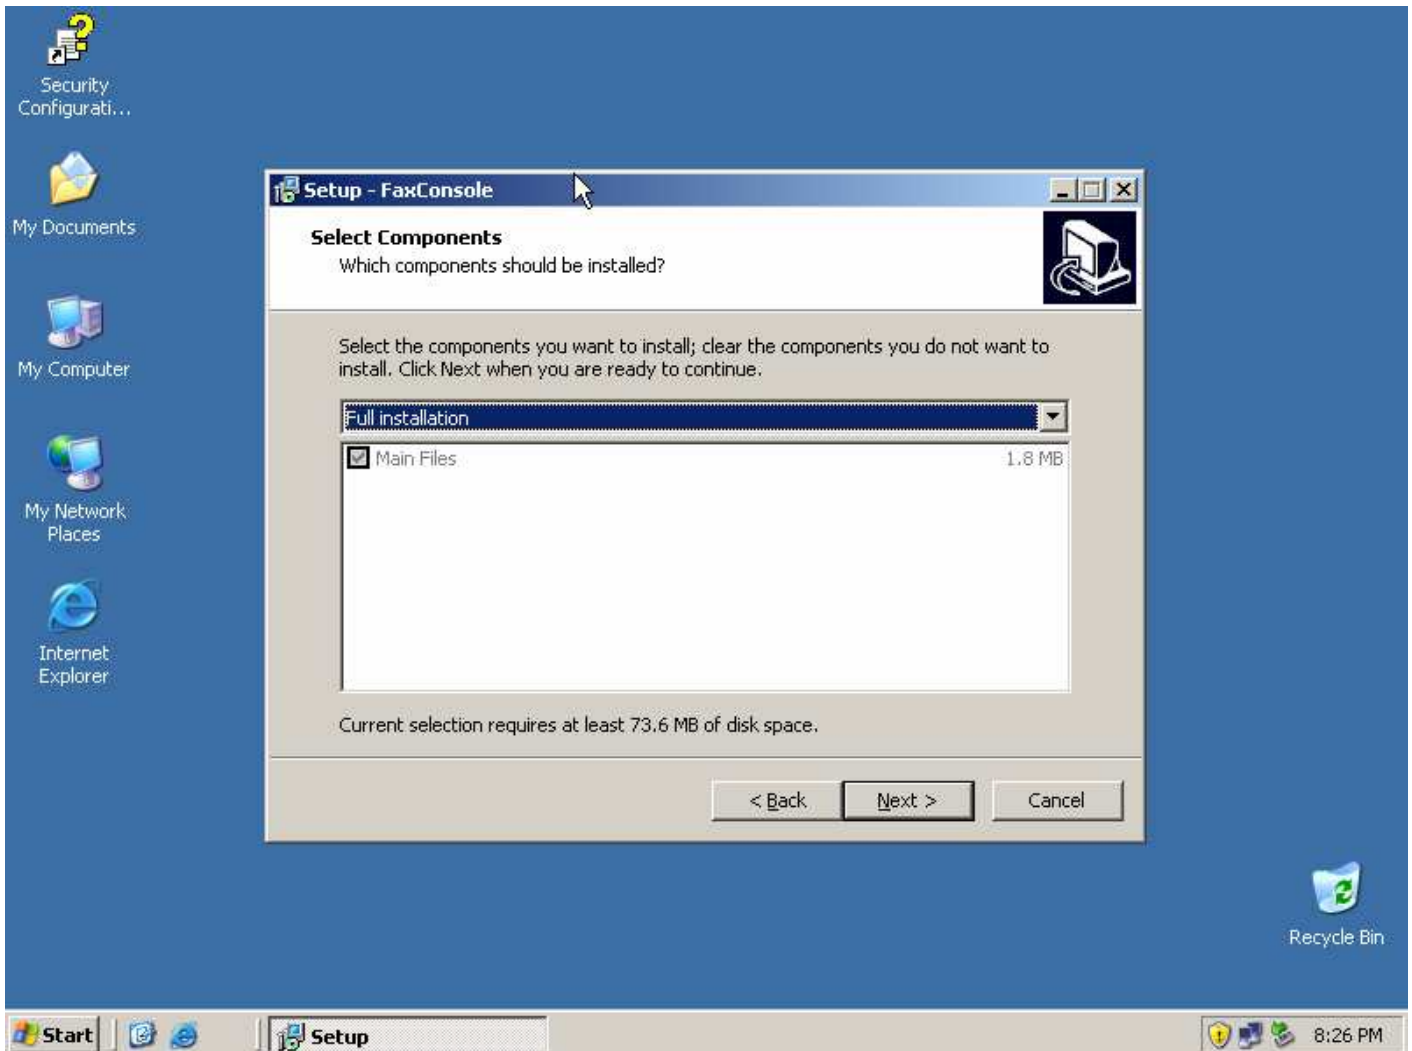 Security
Configurati...
My Documents
My Computer
My Network
Places
Internet
Explorer
Setup - FaxConsole
Select Components
Which components should be installed?
Select the components you want to install; clear the components you do not want to
install. Click Next when you are ready to continue.
Full installation
Main Files 1.8 MB
Current selection requires at least 73.6 MB of disk space.
< Back Next > Cancel
Recycle Bin
Start Setup 8:26 PM